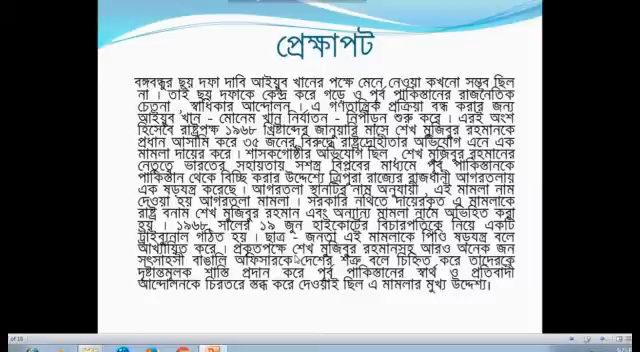 প্রেক্ষাপট
বঙ্গবন্ধুর ছয় দফা দাবি আইয়ুব খানের পক্ষে মেনে নেওয়া কখনো সম্ভব ছিল
না । তাই ছয় দফাকে কেন্দ্র করে গড়ে ও পূর্ব পাকিস্তানের রাজনৈতিক
চেতনা , স্বাধিকার আন্দোলন । এ গণতান্ত্রিক প্রক্রিয়া বন্ধ করার জন্য
আইয়ুব খান - মোনেম খান নির্যাতন - নিপীড়ন শুরু করে । এরই অংশ
হিসেবে রাষ্ট্রপক্ষ ১৯৬৮ খ্রিষ্টাব্দের জানুয়ারি মাসে শেখ মুজিবুর রহমানকে
প্রধান আসামি করে ৩৫ জনের বিরুদ্ধে রাষ্ট্রদ্রোহীতার অভিযোগ এনে এক
মামলা দায়ের করে । শাসকগোষ্ঠীর অভিযোগ ছিল , শেখ মুজিবুর রহমানের
নেতৃত্বে ভারতের সহায়তায় সশস্ত্র বিপ্লবের মাধ্যমে পূর্ব পাকিস্তানকে
পাকিস্তান থেকে বিচ্ছি করার উদ্দেশ্যে ত্রিপুরা রাজ্যের রাজধানী আগরতলায়
এক ষড়যন্ত্র করেছে । আগরতলা স্থানটির নাম অনুযায়ী , এই মামলা নাম
দেওয়া হয় আগরতলা মামলা । সরকারি নথিতে দায়েরকৃত এ মামলাকে
রাষ্ট্র বনাম শেখ মুজিবুর রহমান এবং অন্যান্য মামলা নামে অভিহিত করা
হয় । ১৯৬৮ সালের ১৯ জুন হাইকোর্টের বিচারপতিকে নিয়ে একটি
ট্রাইব্যুনাল গঠিত হয় । ছাত্র - জনতা এই মামলাকে পিণ্ডি ষড়যন্ত্র বলে
আখ্যায়িত করে । প্রকৃতপক্ষে শেখ মুজিবুর রহমানসহ আরও অনেক জন
সৎসাহসী বাঙালি অফিসারকে দেশের শত্রু বলে চিহ্নিত করে তাদেরকে
দৃষ্টান্তমূলক শাস্তি প্রদান করে পূর্ব পাকিস্তানের স্বার্থ ও প্রতিবাদী
আন্দোলনকে চিরতরে স্তব্ধ করে দেওয়াই ছিল এ মামলার মুখ্য উদ্দেশ্য।